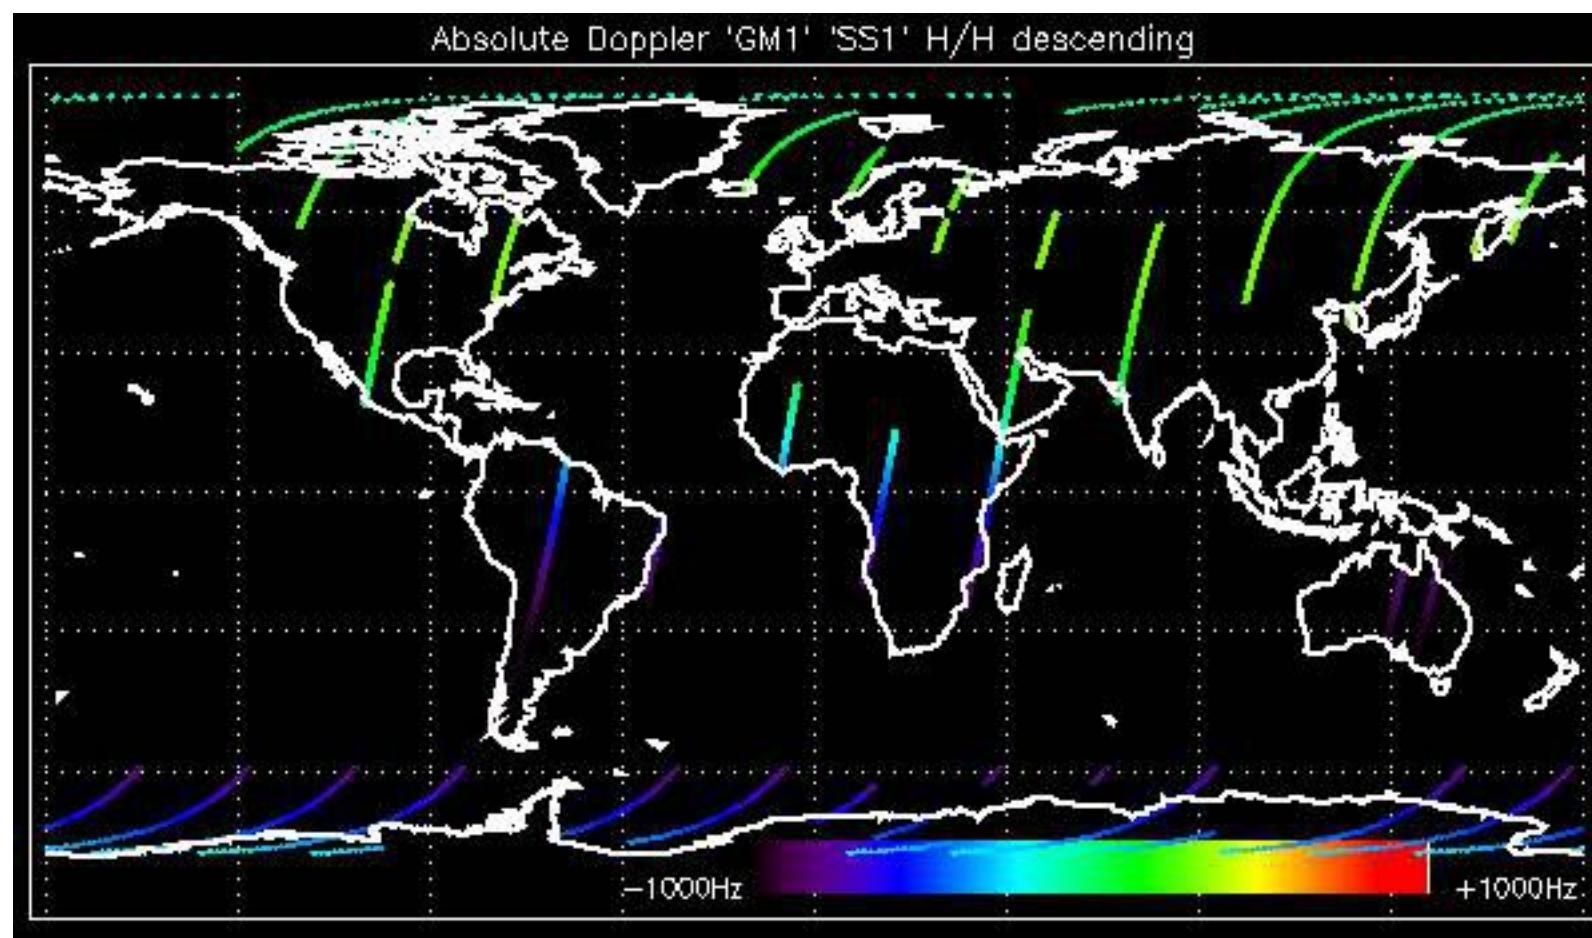 Absolute Doppler 'GM1' 'SS1' H/H descending
-1000Hz
+1000Hz